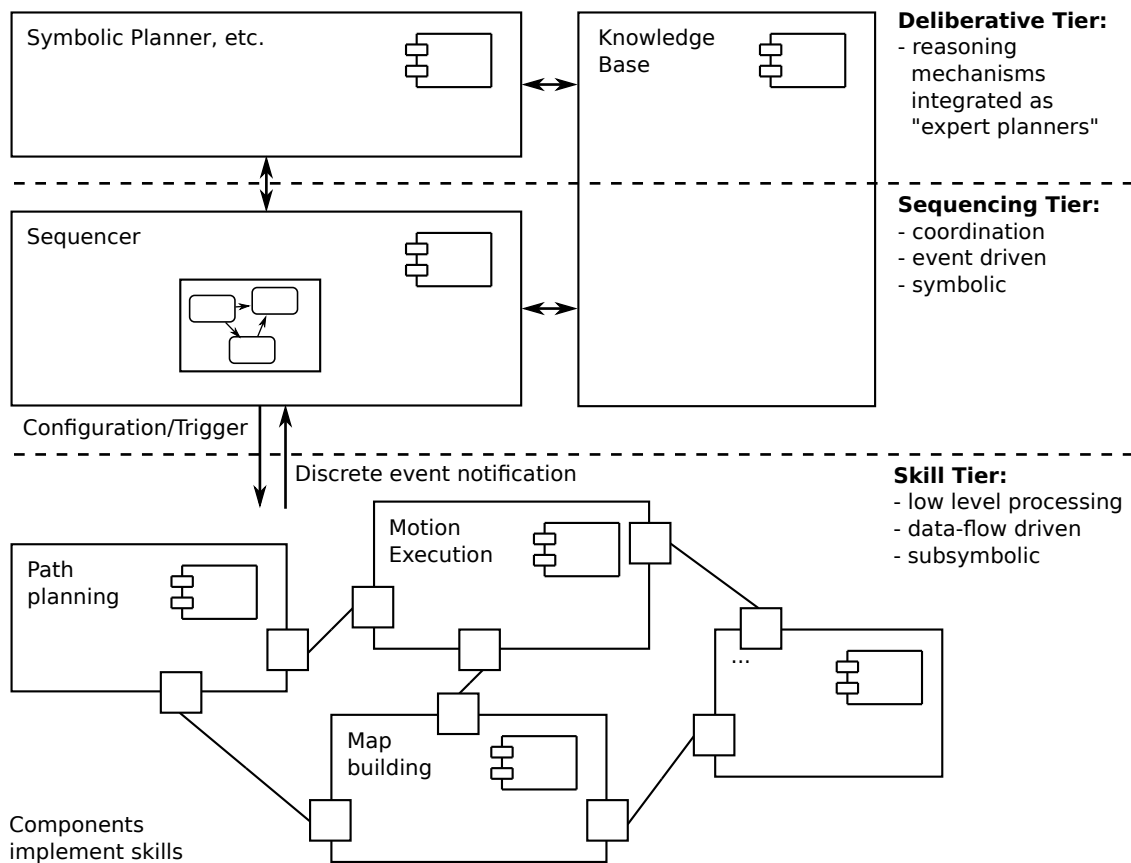 Symbolic Planner, etc.
Knowledge
Base
Deliberative Tier:
- reasoning
mechanisms
integrated as
"expert planners"
Sequencer
Sequencing Tier:
- coordination
- event driven
- symbolic
Configuration/Trigger
Discrete event notification
Skill Tier:
- low level processing
- data-flow driven
- subsymbolic
Path
planning
Motion
Execution
...
Map
building
Components
implement skills